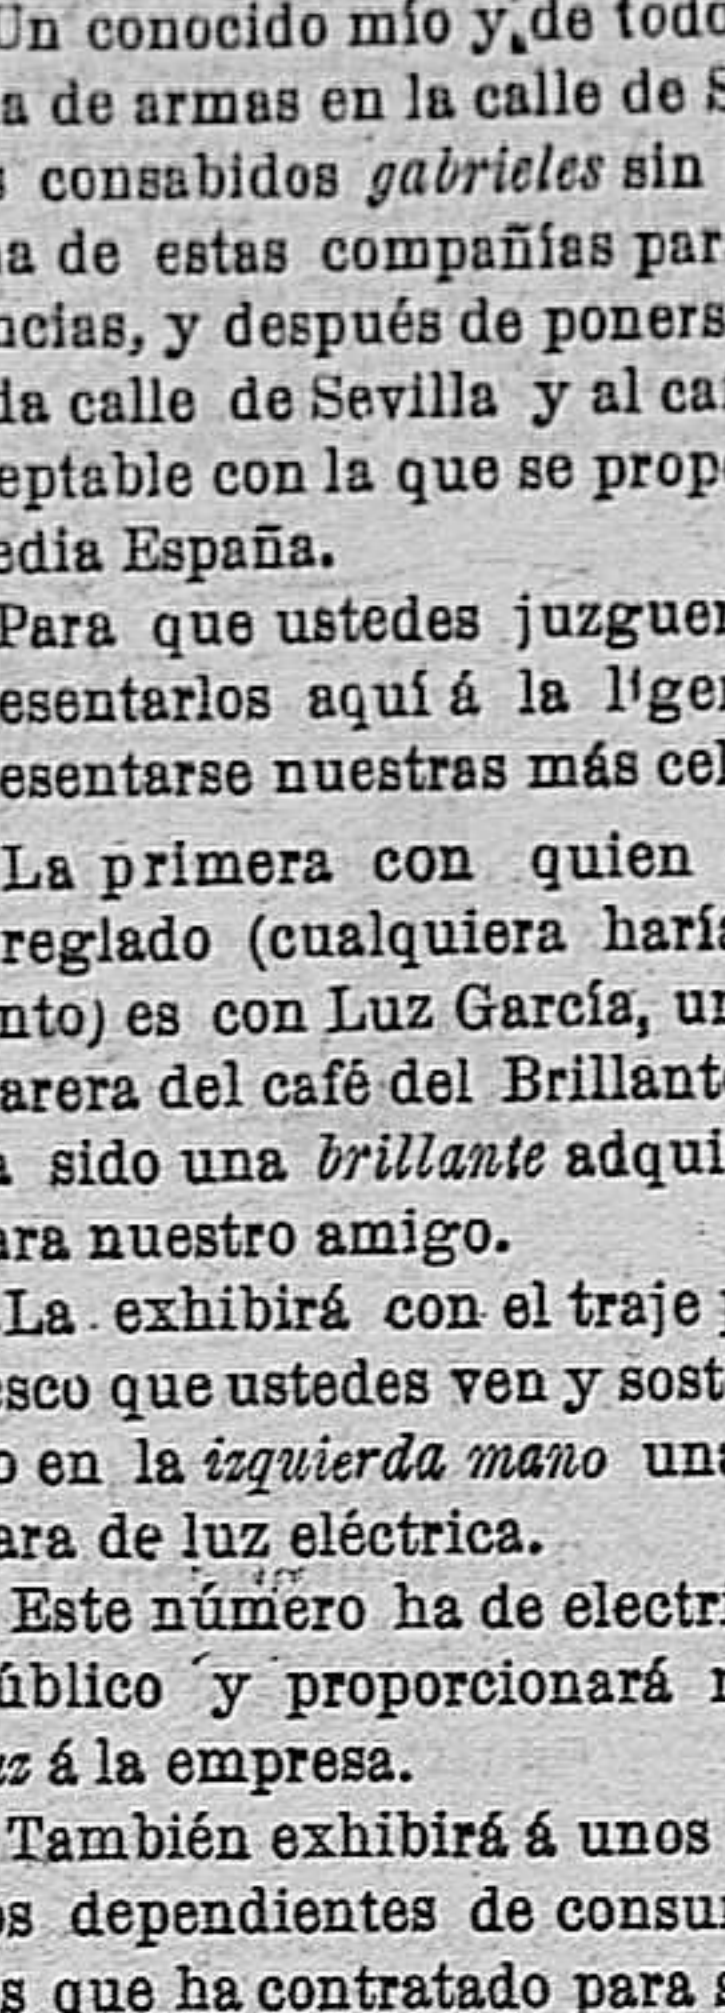 Un conocido mío y de todo
a de armas en la calle de S
s consabidos gabrieles sin
a de estas compañías par
ncias, y después de poners
la calle de Sevilla y al ca
eptable con la que se prop
edia España.
Para que ustedes juzguen
esentarlos aquí á la liger
esentarse nuestras más cel
La primera con quien
reglado (cualquiera haría
nto) es con Luz García, un
arera del café del Brillante
a sido una brillante adqui
ara nuestro amigo.
La exhibirá con el traje
esco que ustedes ven y sost
o en la izquierda mano una
ara de luz eléctrica.
Este número ha de electri
úblico y proporcionará
uz á la empresa.
También exhibirá á unos
os dependientes de consu
s que ha contratado para